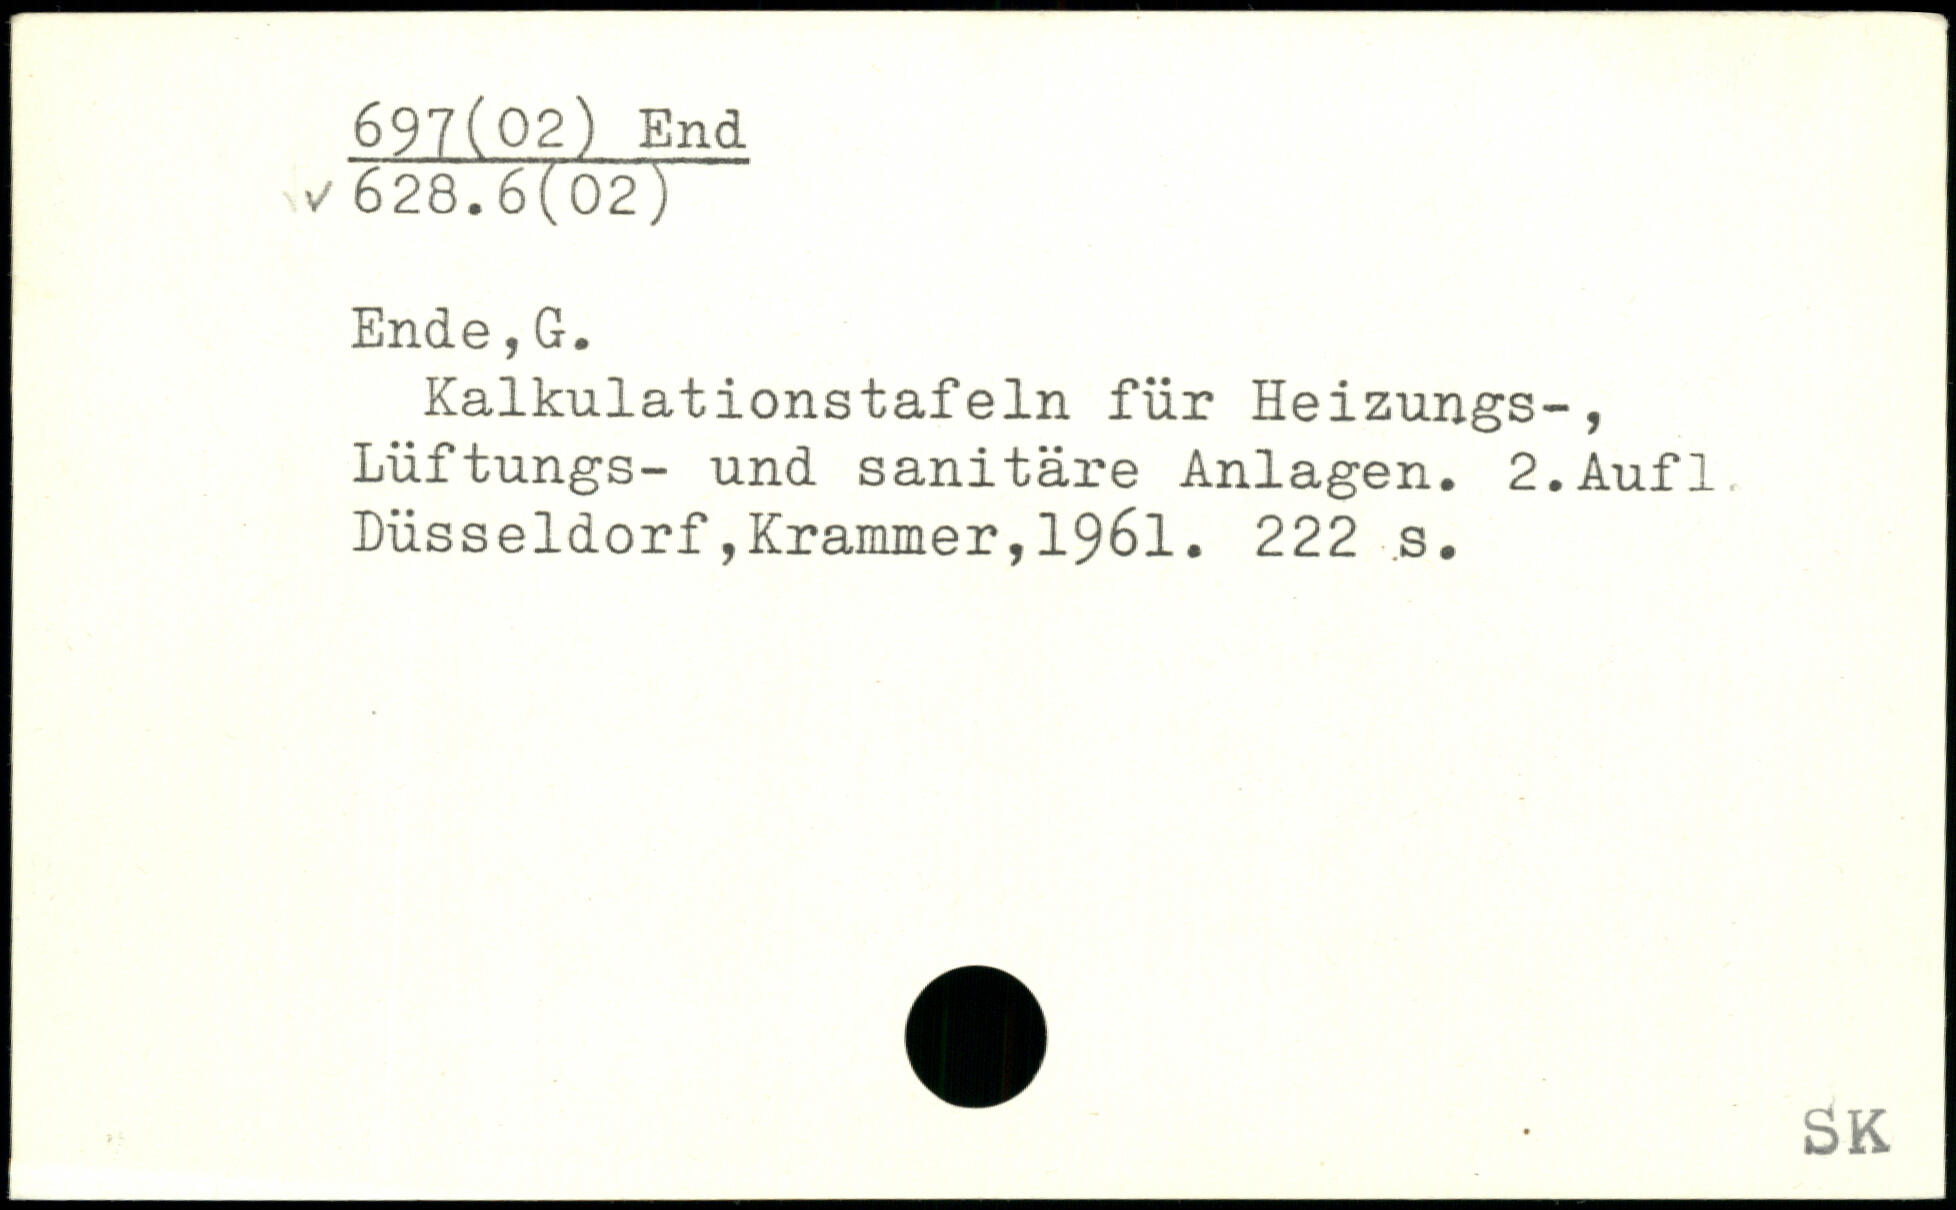 697(02) End
✓ 628.6(02)
Ende,G.
Kalkulationstafeln für Heizungs-,
Lüftungs- und sanitäre Anlagen. 2.Aufl.
Düsseldorf,Krammer,1961. 222 s.
SK